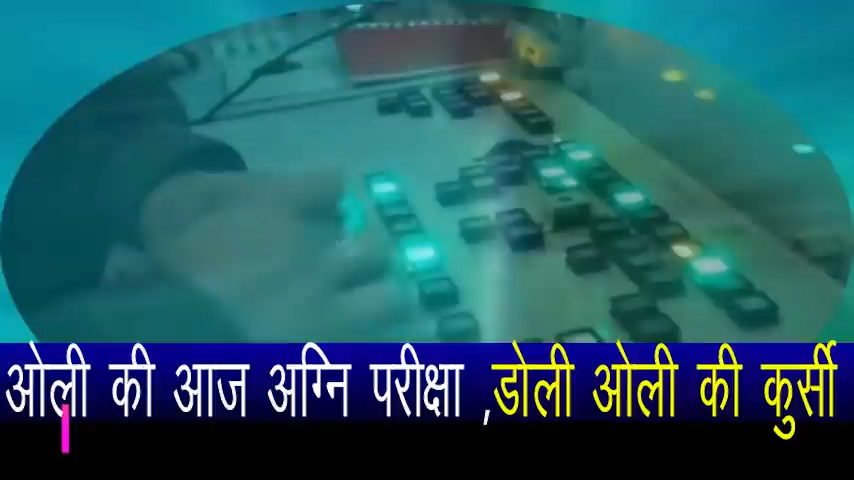 ओली की आज अग्नि परीक्षा ,डोली ओली की कुर्सी